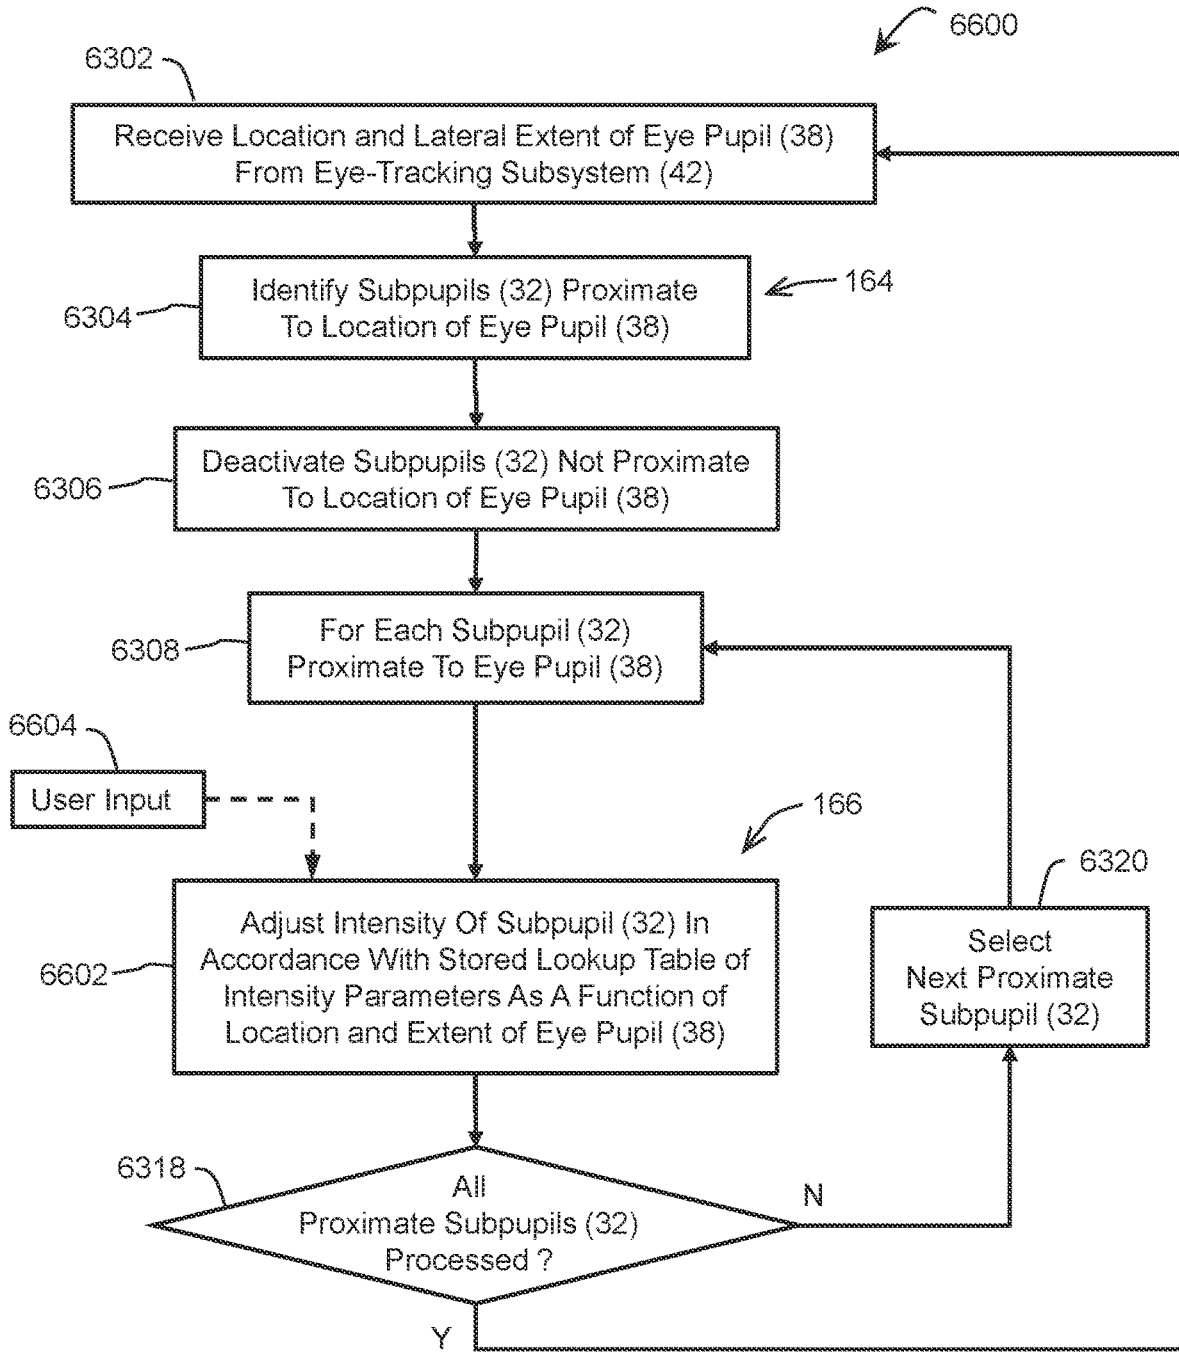 6600
6302
Receive Location and Lateral Extent of Eye Pupil (38)
From Eye-Tracking Subsystem (42)
164
6304
Identify Subpupils (32) Proximate
To Location of Eye Pupil (38)
6306
Deactivate Subpupils (32) Not Proximate
To Location of Eye Pupil (38)
6308
For Each Subpupil (32)
Proximate To Eye Pupil (38)
6604
User Input
166
6320
6602
Adjust Intensity Of Subpupil (32) In
Accordance With Stored Lookup Table of
Intensity Parameters As A Function of
Location and Extent of Eye Pupil (38)
Select
Next Proximate
Subpupil (32)
6318
All
Proximate Subpupils (32)
Processed ?
N
Y